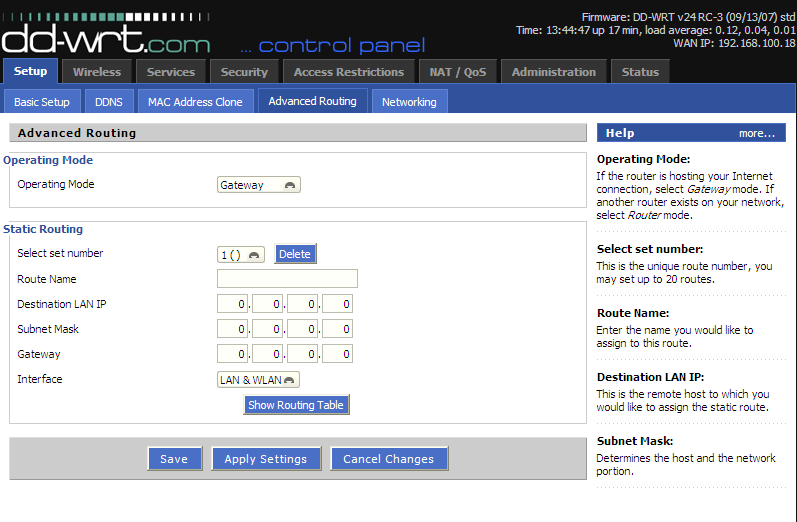 Firmware: DD-WRT v24 RC-3 (09/13/07) std
Time: 13:44:47 up 17 min, load average: 0.12, 0.04, 0.01
WAN IP: 192.168.100.18
dd-wrt.com ... control panel
Setup Wireless Services Security Access Restrictions NAT / QoS Administration Status
Basic Setup DDNS MAC Address Clone Advanced Routing Networking
Advanced Routing
Operating Mode
Operating Mode Gateway
Static Routing
Select set number 1 () Delete
Route Name
Destination LAN IP 0 . 0 . 0 . 0
Subnet Mask 0 . 0 . 0 . 0
Gateway 0 . 0 . 0 . 0
Interface LAN & WLAN
Show Routing Table
Save Apply Settings Cancel Changes
Help more...
Operating Mode:
If the router is hosting your Internet
connection, select Gateway mode. If
another router exists on your network,
select Router mode.
Select set number:
This is the unique route number, you
may set up to 20 routes.
Route Name:
Enter the name you would like to
assign to this route.
Destination LAN IP:
This is the remote host to which you
would like to assign the static route.
Subnet Mask:
Determines the host and the network
portion.